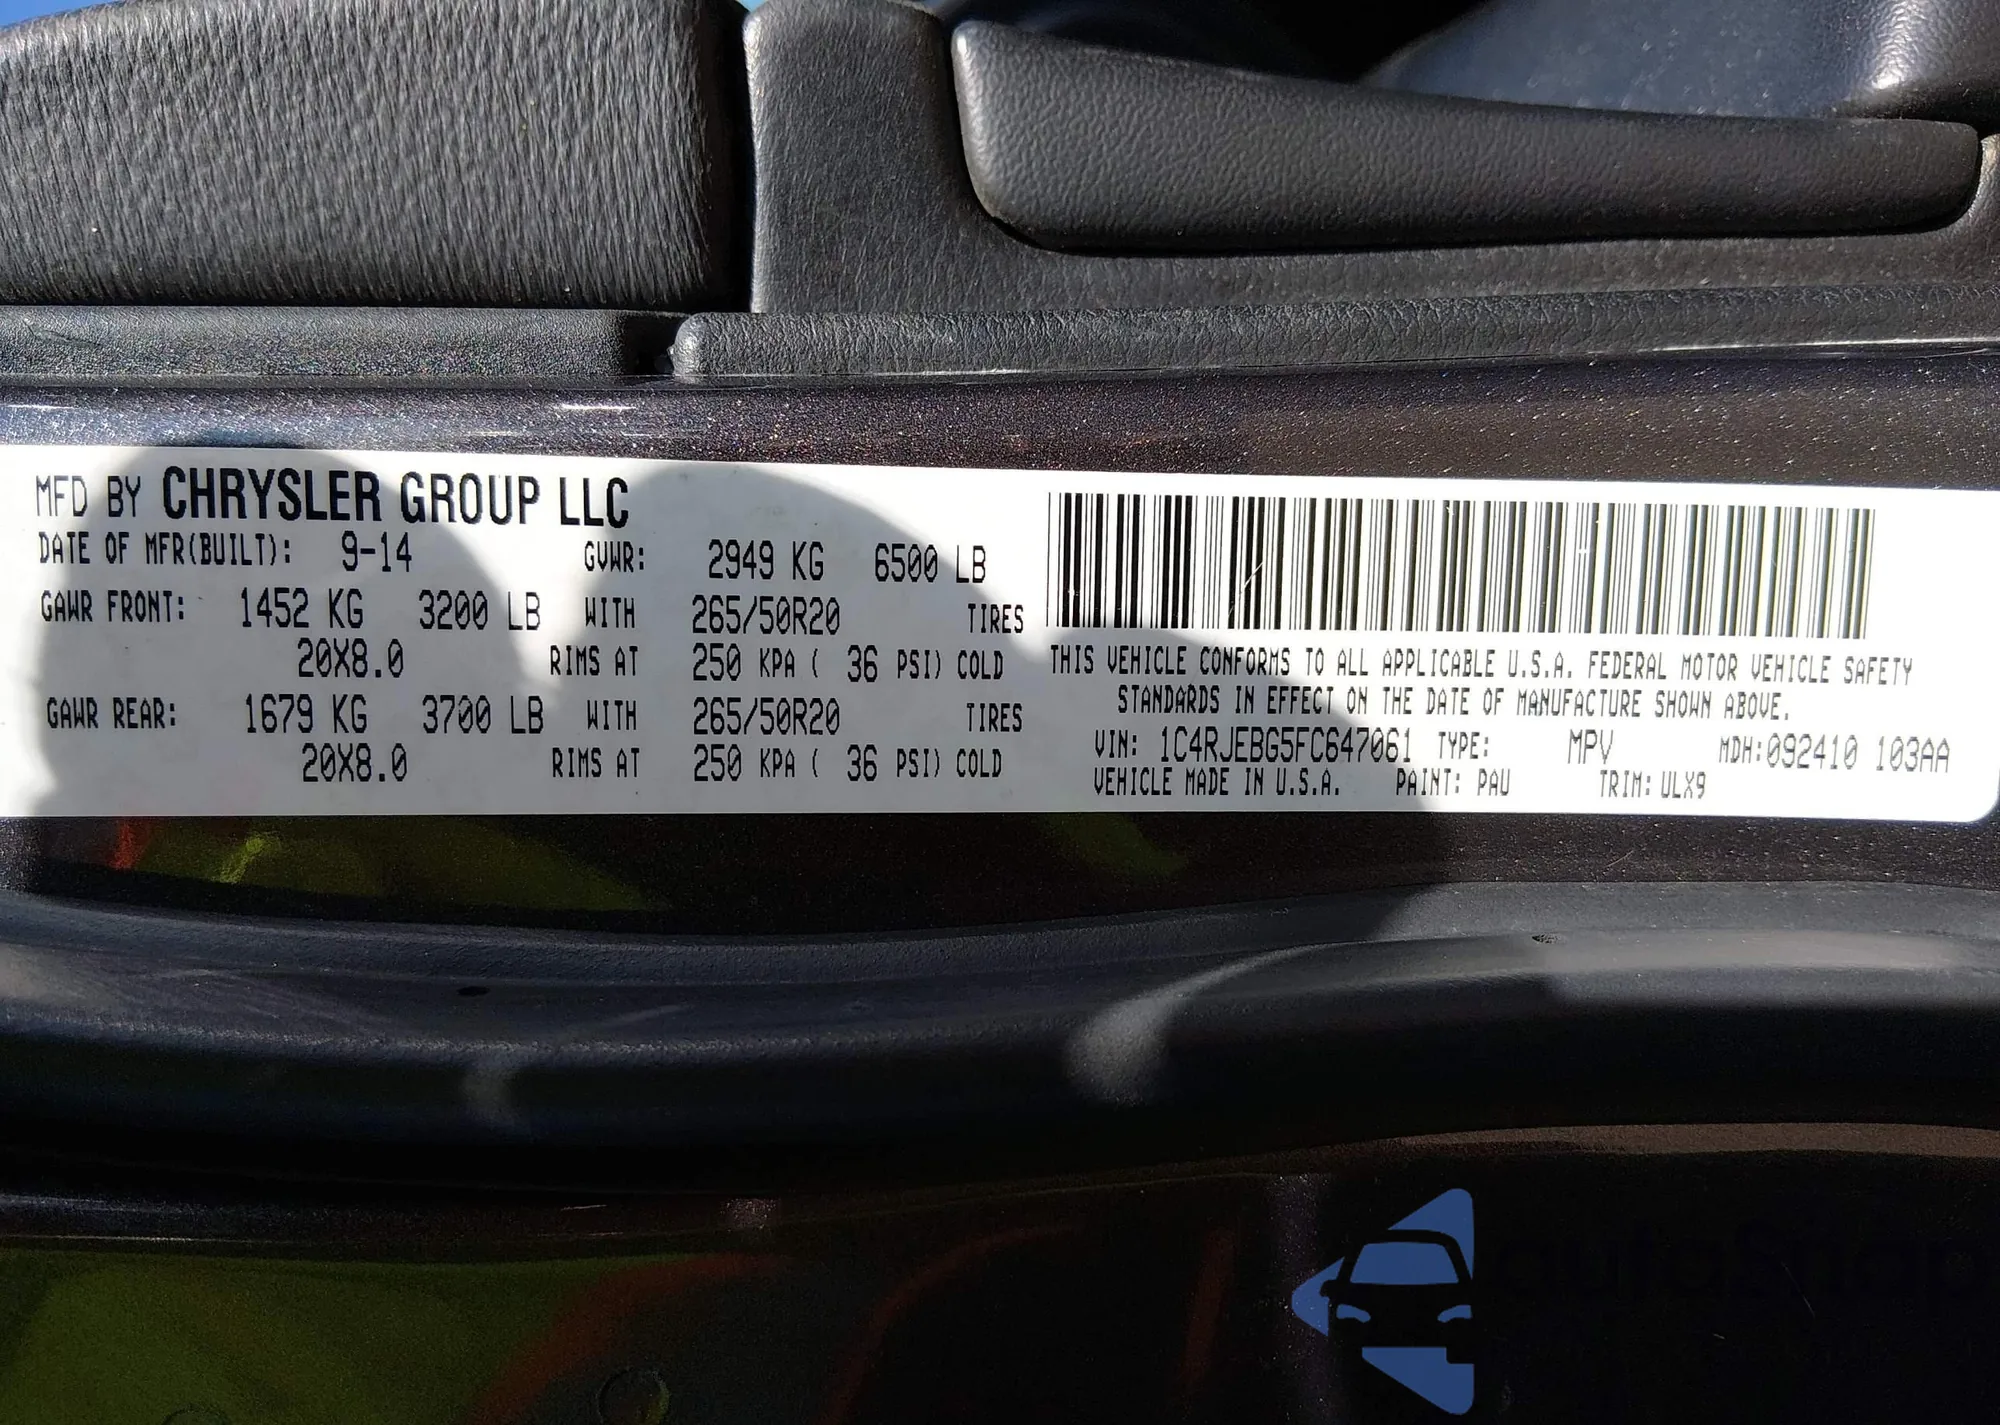 MFD BY CHRYSLER GROUP LLC
DATE OF MFR(BUILT): 9-14 GVWR: 2949 KG 6500 LB
GAWR FRONT: 1452 KG 3200 LB WITH 265/50R20 TIRES
20X8.0 RIMS AT 250 KPA ( 36 PSI) COLD
GAWR REAR: 1679 KG 3700 LB WITH 265/50R20 TIRES
20X8.0 RIMS AT 250 KPA ( 36 PSI) COLD
THIS VEHICLE CONFORMS TO ALL APPLICABLE U.S.A. FEDERAL MOTOR VEHICLE SAFETY
STANDARDS IN EFFECT ON THE DATE OF MANUFACTURE SHOWN ABOVE.
VIN: 1C4RJEBG5FC647061 TYPE: MPV MDH:092410 103AA
VEHICLE MADE IN U.S.A. PAINT: PAU TRIM: ULX9